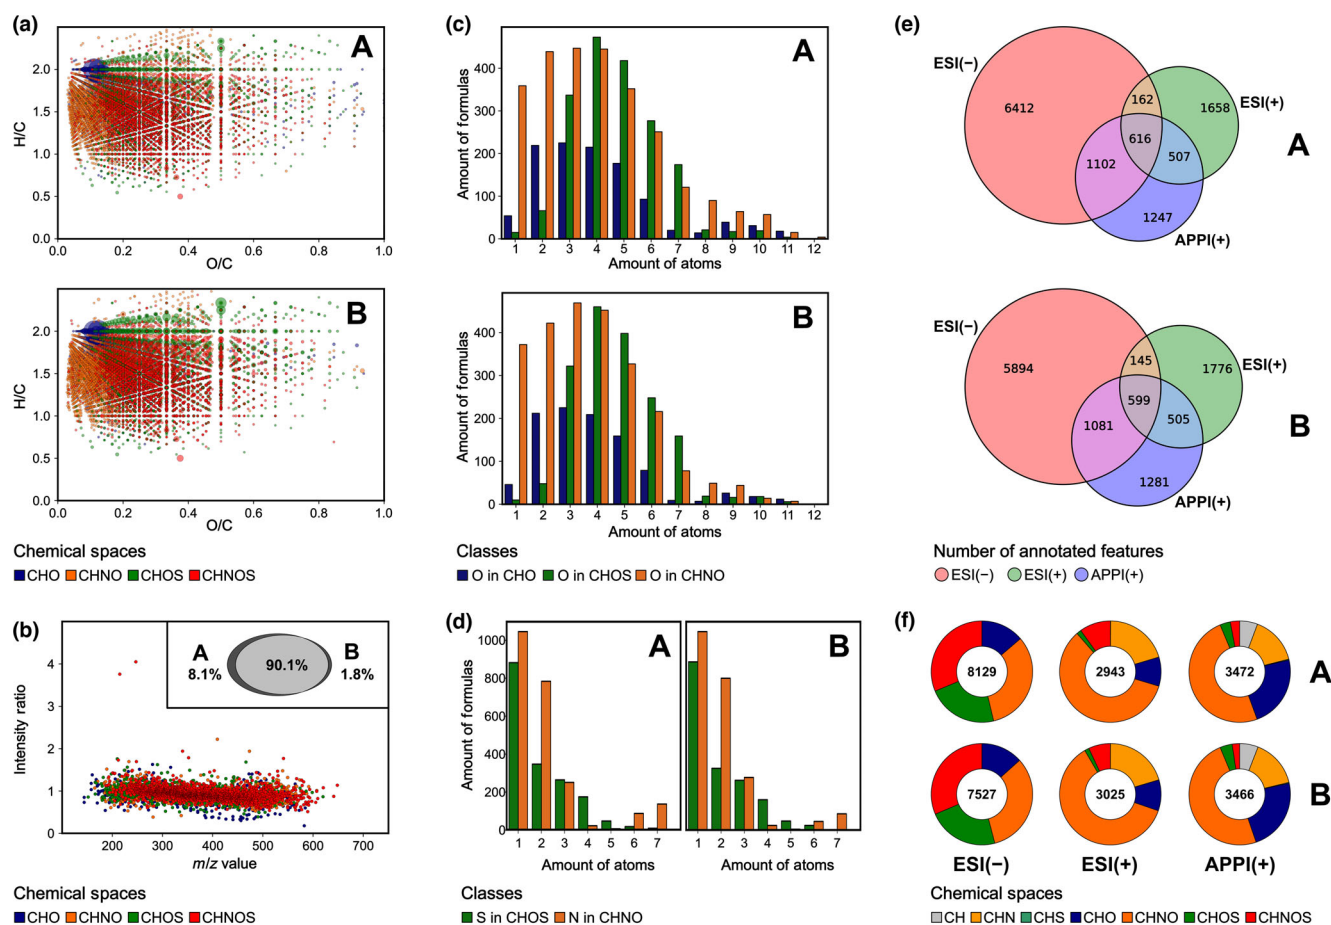 (a)
A
H/C
2.0
1.5
1.0
0.5
0.0
0.0 0.2 0.4 0.6 0.8 1.0
O/C
B
H/C
2.0
1.5
1.0
0.5
0.0
0.0 0.2 0.4 0.6 0.8 1.0
O/C
Chemical spaces
CHO CHNO CHOS CHNOS
(b)
A
8.1%
90.1%
B
1.8%
Intensity ratio
4
3
2
1
0
200 300 400 500 600 700
m/z value
Chemical spaces
CHO CHNO CHOS CHNOS
(c)
A
Amount of formulas
400
300
200
100
0
1 2 3 4 5 6 7 8 9 10 11 12
Amount of atoms
B
Amount of formulas
400
300
200
100
0
1 2 3 4 5 6 7 8 9 10 11 12
Amount of atoms
Classes
O in CHO O in CHOS O in CHNO
(d)
A
B
Amount of formulas
1000
800
600
400
200
0
1 2 3 4 5 6 7
1 2 3 4 5 6 7
Amount of atoms
Amount of atoms
Classes
S in CHOS N in CHNO
(e)
ESI(−)
6412
162
1658
ESI(+)
616
1102
507
1247
APPI(+)
A
ESI(−)
5894
145
1776
ESI(+)
599
1081
505
1281
APPI(+)
B
Number of annotated features
ESI(−) ESI(+) APPI(+)
(f)
8129 2943 3472
A
7527 3025 3466
B
ESI(−) ESI(+) APPI(+)
Chemical spaces
CH CHN CHS CHO CHNO CHOS CHNOS